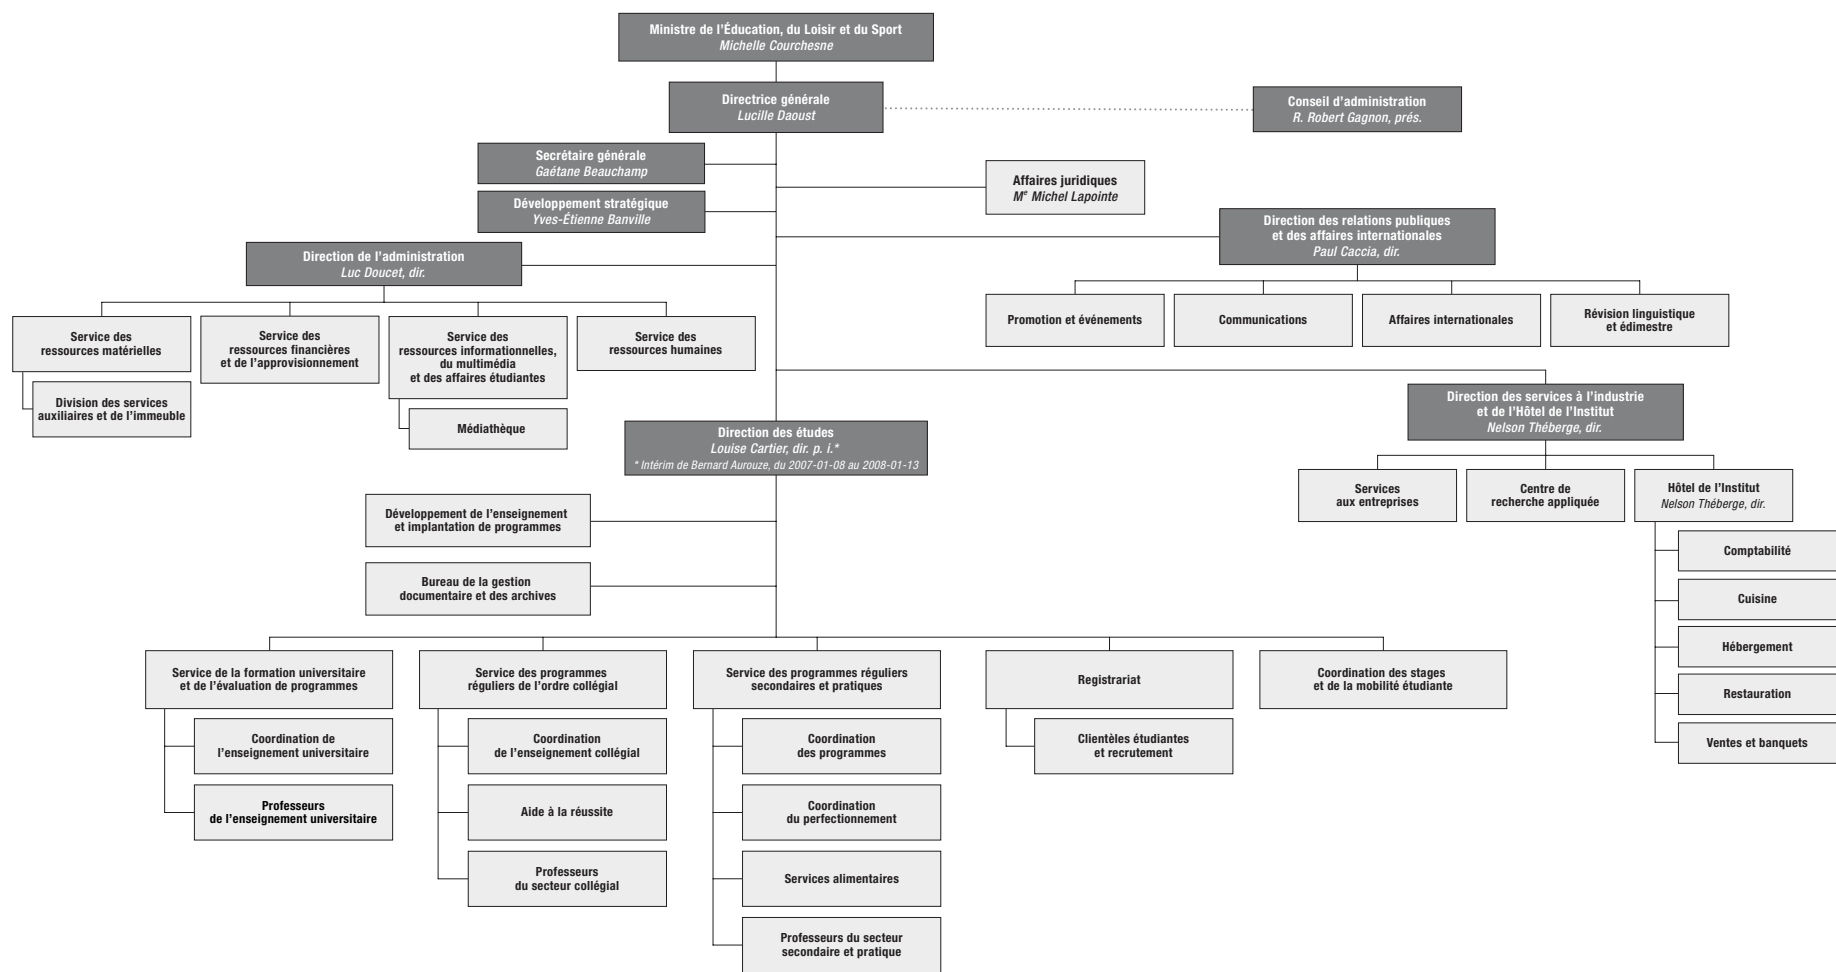 Ministre de l'Éducation, du Loisir et du Sport
Michelle Courchesne
Directrice générale
Lucille Daoust
Conseil d'administration
R. Robert Gagnon, prés.
Secrétaire générale
Gaétane Beauchamp
Affaires juridiques
Me Michel Lapointe
Développement stratégique
Yves-Étienne Banville
Direction des relations publiques
et des affaires internationales
Paul Caccia, dir.
Direction de l'administration
Luc Doucet, dir.
Promotion et événements
Communications
Affaires internationales
Révision linguistique
et édimestre
Service des
ressources matérielles
Service des
ressources financières
et de l'approvisionnement
Service des
ressources informationnelles,
du multimédia
et des affaires étudiantes
Service des
ressources humaines
Division des services
auxiliaires et de l'immeuble
Médiathèque
Direction des services à l'industrie
et de l'Hôtel de l'Institut
Nelson Théberge, dir.
Direction des études
Louise Cartier, dir. p. i.*
* Intérim de Bernard Aurouze, du 2007-01-08 au 2008-01-13
Services
aux entreprises
Centre de
recherche appliquée
Hôtel de l'Institut
Nelson Théberge, dir.
Comptabilité
Cuisine
Hébergement
Restauration
Ventes et banquets
Développement de l'enseignement
et implantation de programmes
Bureau de la gestion
documentaire et des archives
Service de la formation universitaire
et de l'évaluation de programmes
Coordination de
l'enseignement universitaire
Professeurs
de l'enseignement universitaire
Service des programmes
réguliers de l'ordre collégial
Coordination
de l'enseignement collégial
Aide à la réussite
Professeurs
du secteur collégial
Service des programmes réguliers
secondaires et pratiques
Coordination
des programmes
Coordination
du perfectionnement
Services alimentaires
Professeurs du secteur
secondaire et pratique
Registrariat
Clientèles étudiantes
et recrutement
Coordination des stages
et de la mobilité étudiante